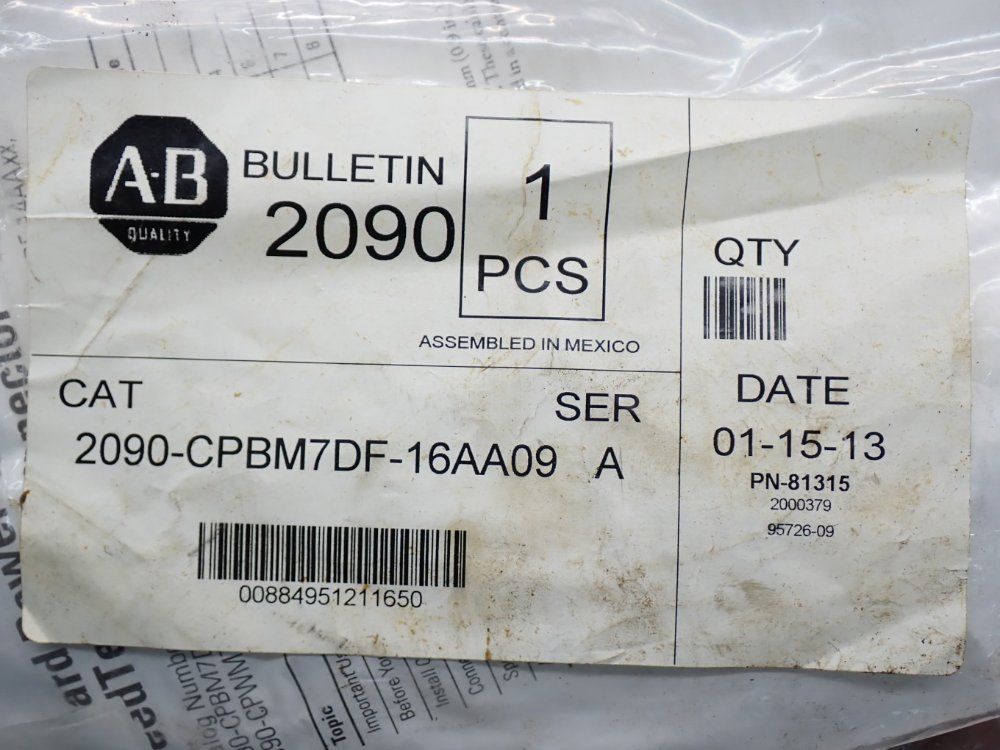 A-B
QUALITY
BULLETIN
2090
1
PCS
ASSEMBLED IN MEXICO
QTY
CAT
SER
2090-CPBM7DF-16AA09 A
00884951211650
DATE
01-15-13
PN-81315
2000379
95726-09
Topic
Before